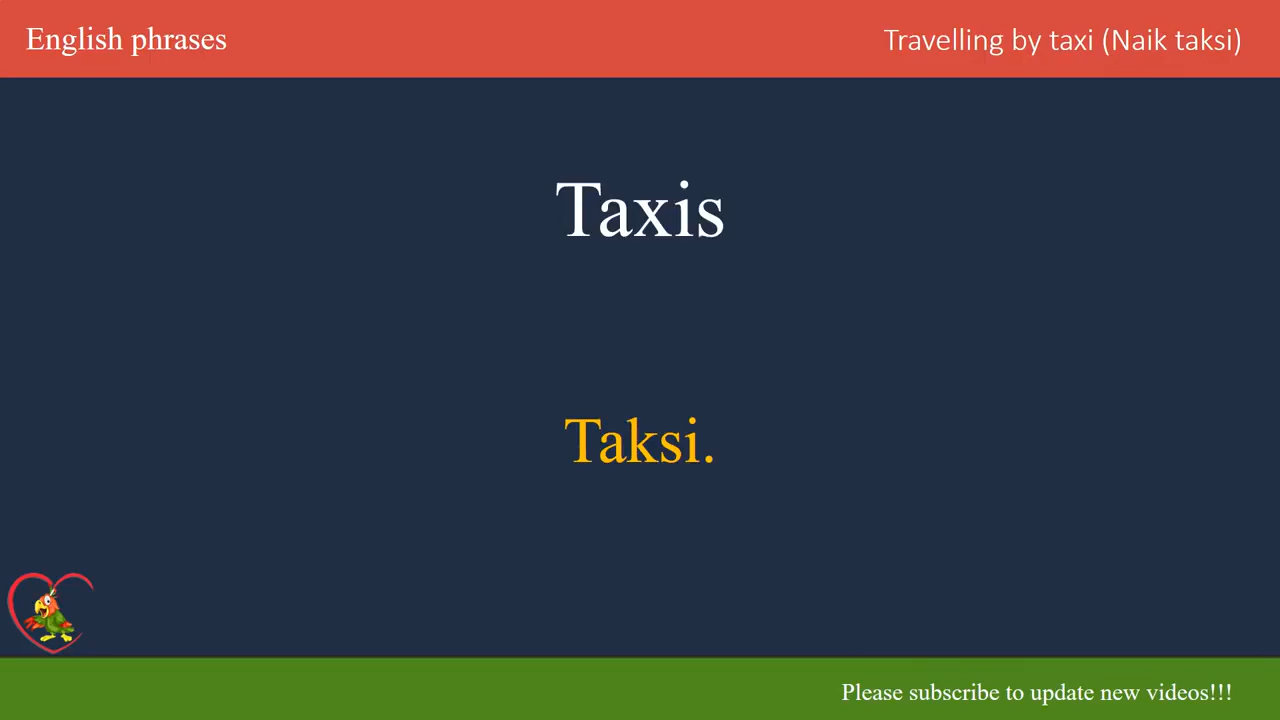 English phrases
Travelling by taxi (Naik taksi)
Taxis
Taksi.
Please subscribe to update new videos!!!